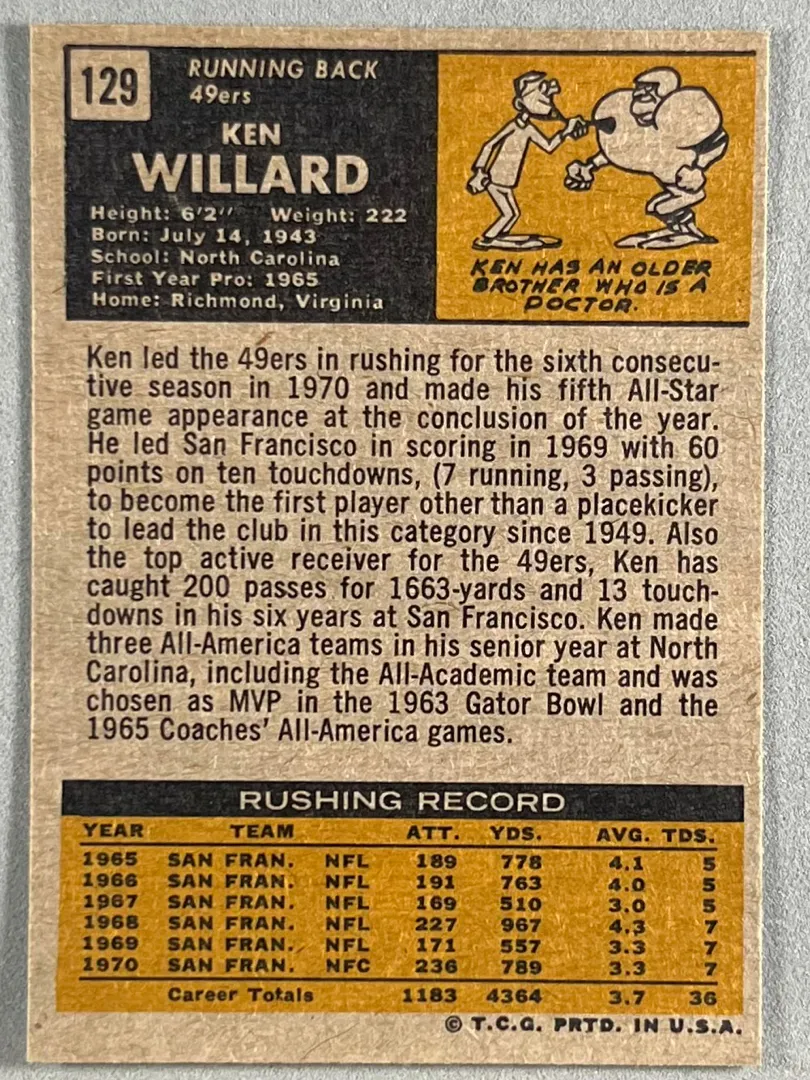 129
RUNNING BACK
49ers
KEN
WILLARD
Height: 6'2" Weight: 222
Born: July 14, 1943
School: North Carolina
First Year Pro: 1965
Home: Richmond, Virginia
KEN HAS AN OLDER
BROTHER WHO IS A
DOCTOR.
Ken led the 49ers in rushing for the sixth consecu-
tive season in 1970 and made his fifth All-Star
game appearance at the conclusion of the year.
He led San Francisco in scoring in 1969 with 60
points on ten touchdowns, (7 running, 3 passing),
to become the first player other than a placekicker
to lead the club in this category since 1949. Also
the top active receiver for the 49ers, Ken has
caught 200 passes for 1663-yards and 13 touch-
downs in his six years at San Francisco. Ken made
three All-America teams in his senior year at North
Carolina, including the All-Academic team and was
chosen as MVP in the 1963 Gator Bowl and the
1965 Coaches' All-America games.
RUSHING RECORD
YEAR TEAM ATT. YDS. AVG. TDS.
1965 SAN FRAN. NFL 189 778 4.1 5
1966 SAN FRAN. NFL 191 763 4.0 5
1967 SAN FRAN. NFL 169 510 3.0 5
1968 SAN FRAN. NFL 227 967 4.3 7
1969 SAN FRAN. NFL 171 557 3.3 7
1970 SAN FRAN. NFC 236 789 3.3 7
Career Totals 1183 4364 3.7 36
© T.C.G. PRTD. IN U.S.A.